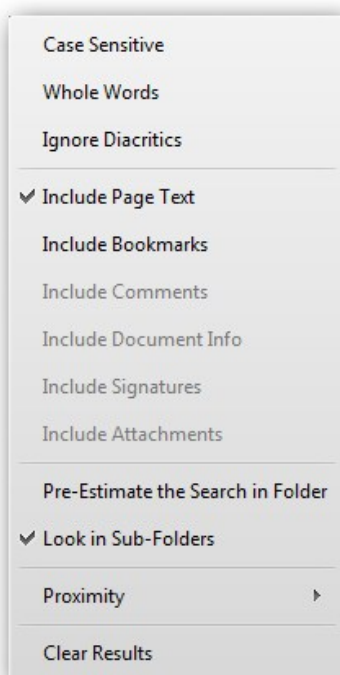 Case Sensitive
Whole Words
Ignore Diacritics
Include Page Text
Include Bookmarks
Include Comments
Include Document Info
Include Signatures
Include Attachments
Pre-Estimate the Search in Folder
Look in Sub-Folders
Proximity
Clear Results